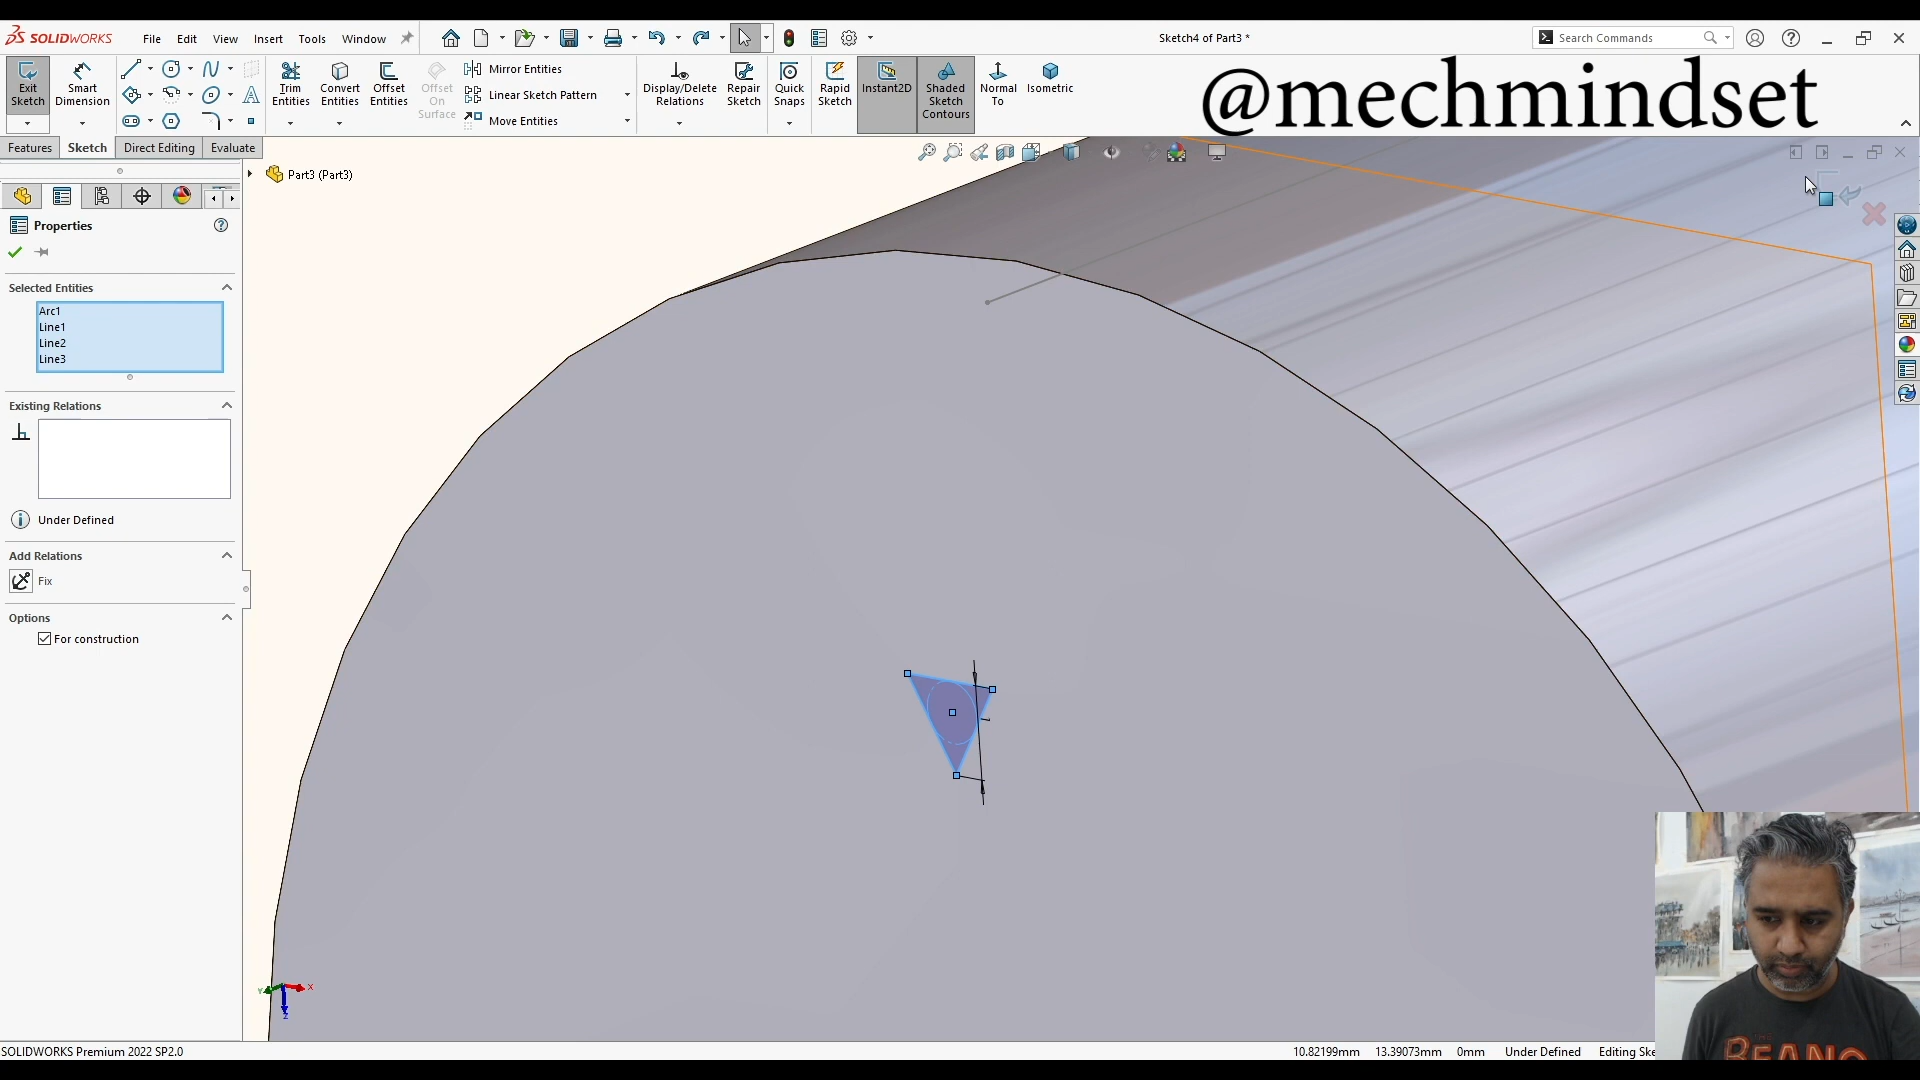 SOLIDWORKS File Edit View Insert Tools Window Sketch4 of Part3 * Search Commands
Exit Sketch
Smart Dimension
Trim Entities
Convert Entities
Offset Entities
Offset On Surface
Mirror Entities
Linear Sketch Pattern
Move Entities
Display/Delete Relations
Repair Sketch
Quick Snaps
Rapid Sketch
Instant2D
Shaded Sketch Contours
Normal To
Isometric
@mechmindset
Features Sketch Direct Editing Evaluate
Part3 (Part3)
Properties
Selected Entities
Arc1
Line1
Line2
Line3
Existing Relations
Under Defined
Add Relations
Fix
Options
For construction
Y X
Z
SOLIDWORKS Premium 2022 SP2.0 10.82199mm 13.39073mm 0mm Under Defined Editing Ske